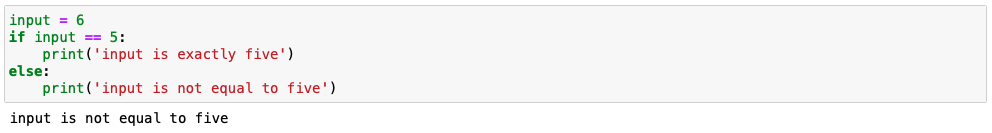 input = 6
if input == 5:
    print('input is exactly five')
else:
    print('input is not equal to five')
input is not equal to five